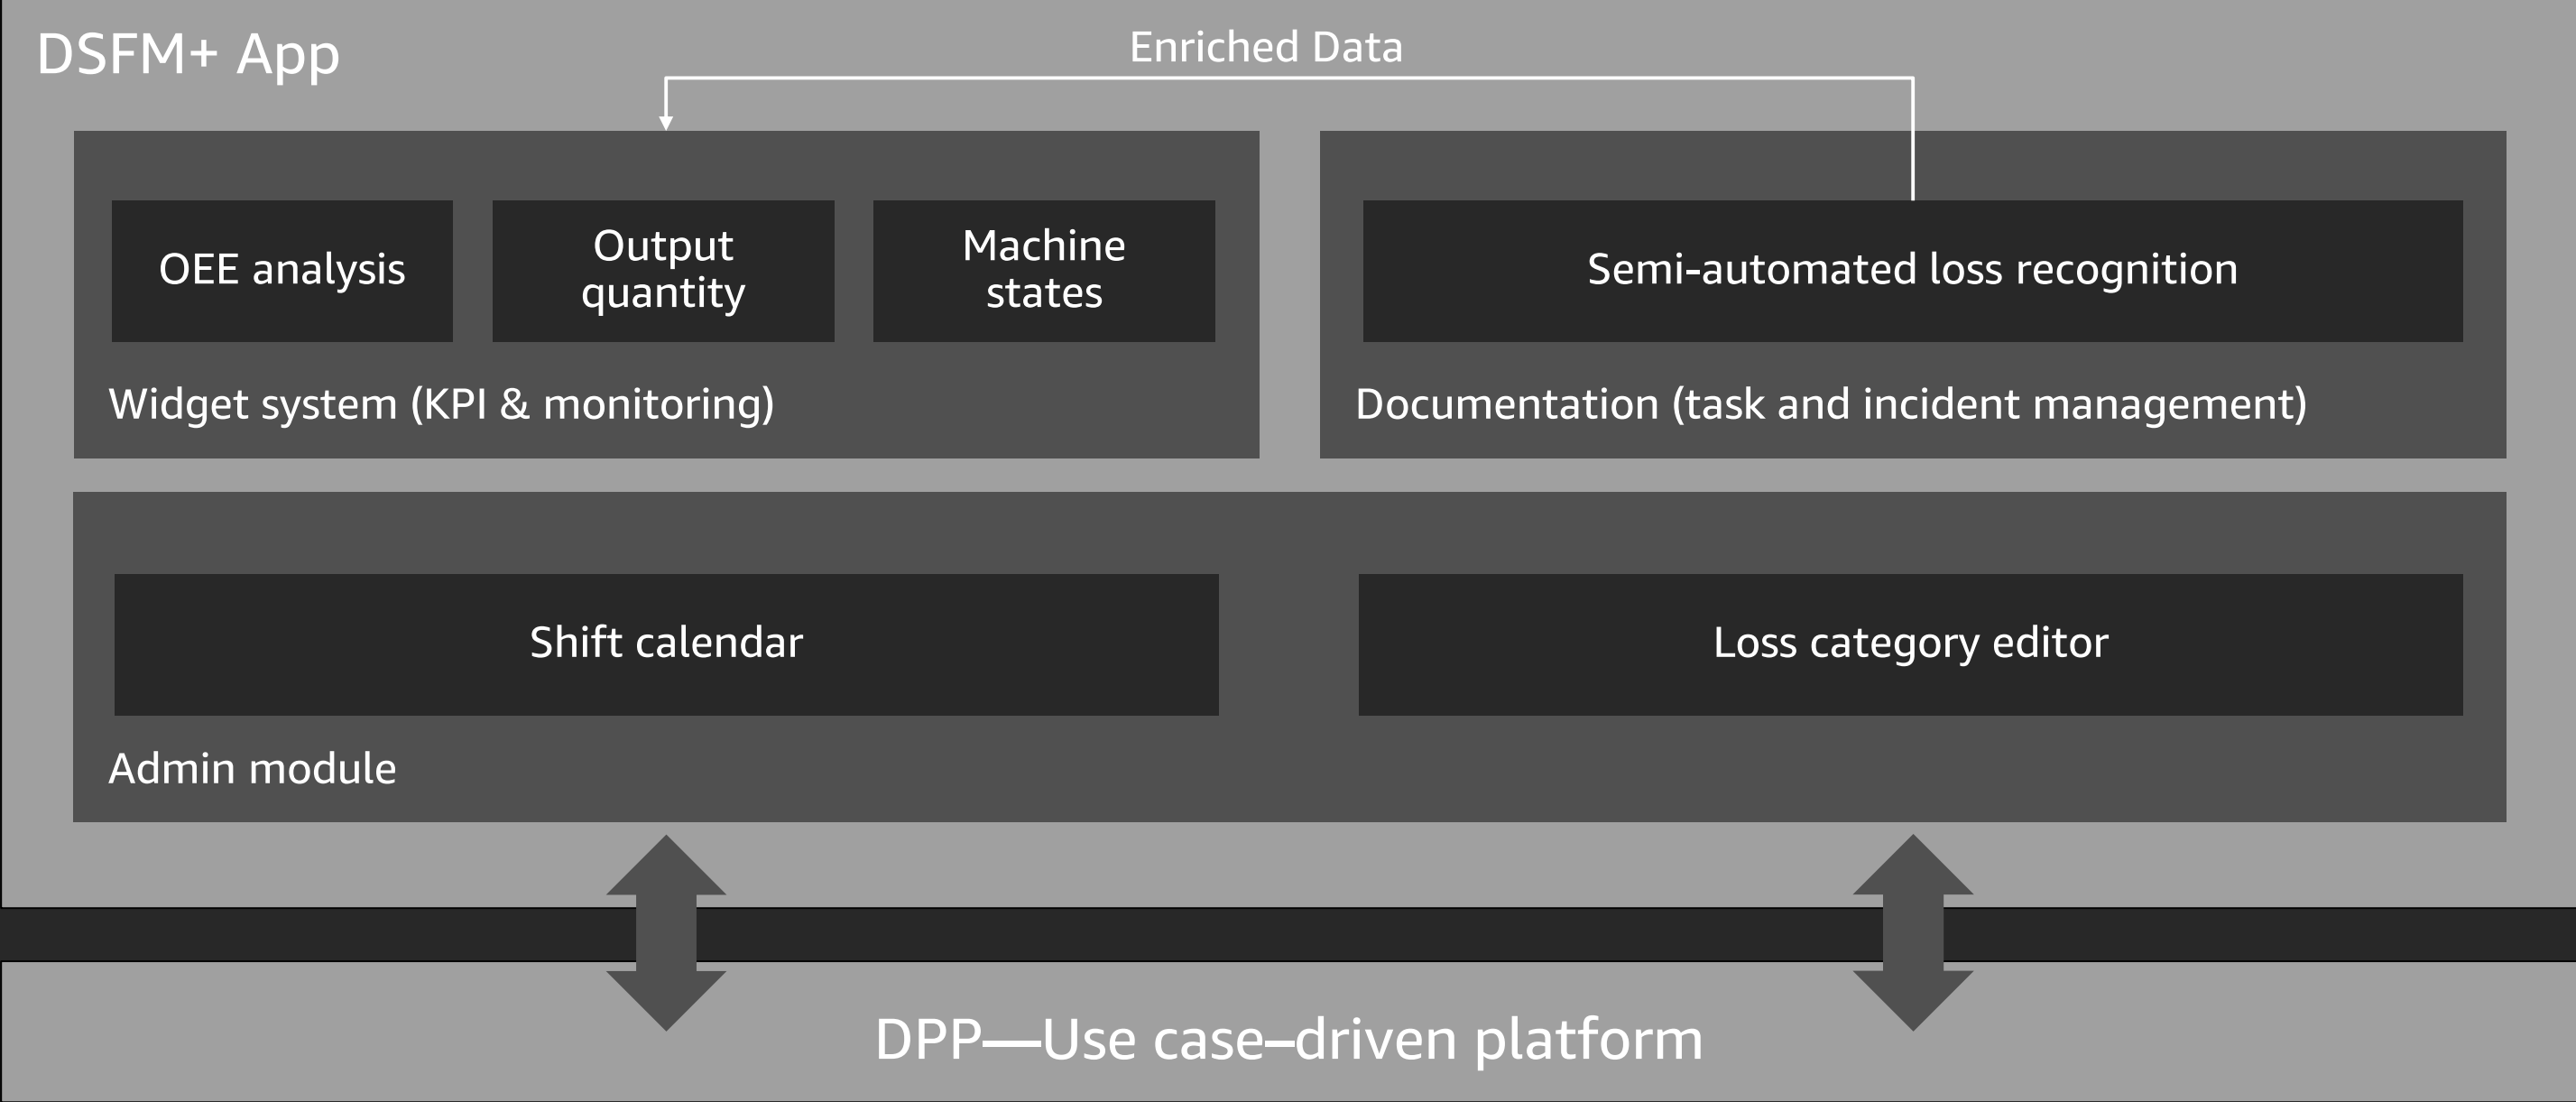 DSFM+ App
Enriched Data
OEE analysis
Output
quantity
Machine
states
Widget system (KPI & monitoring)
Semi-automated loss recognition
Documentation (task and incident management)
Shift calendar
Loss category editor
Admin module
DPP—Use case–driven platform